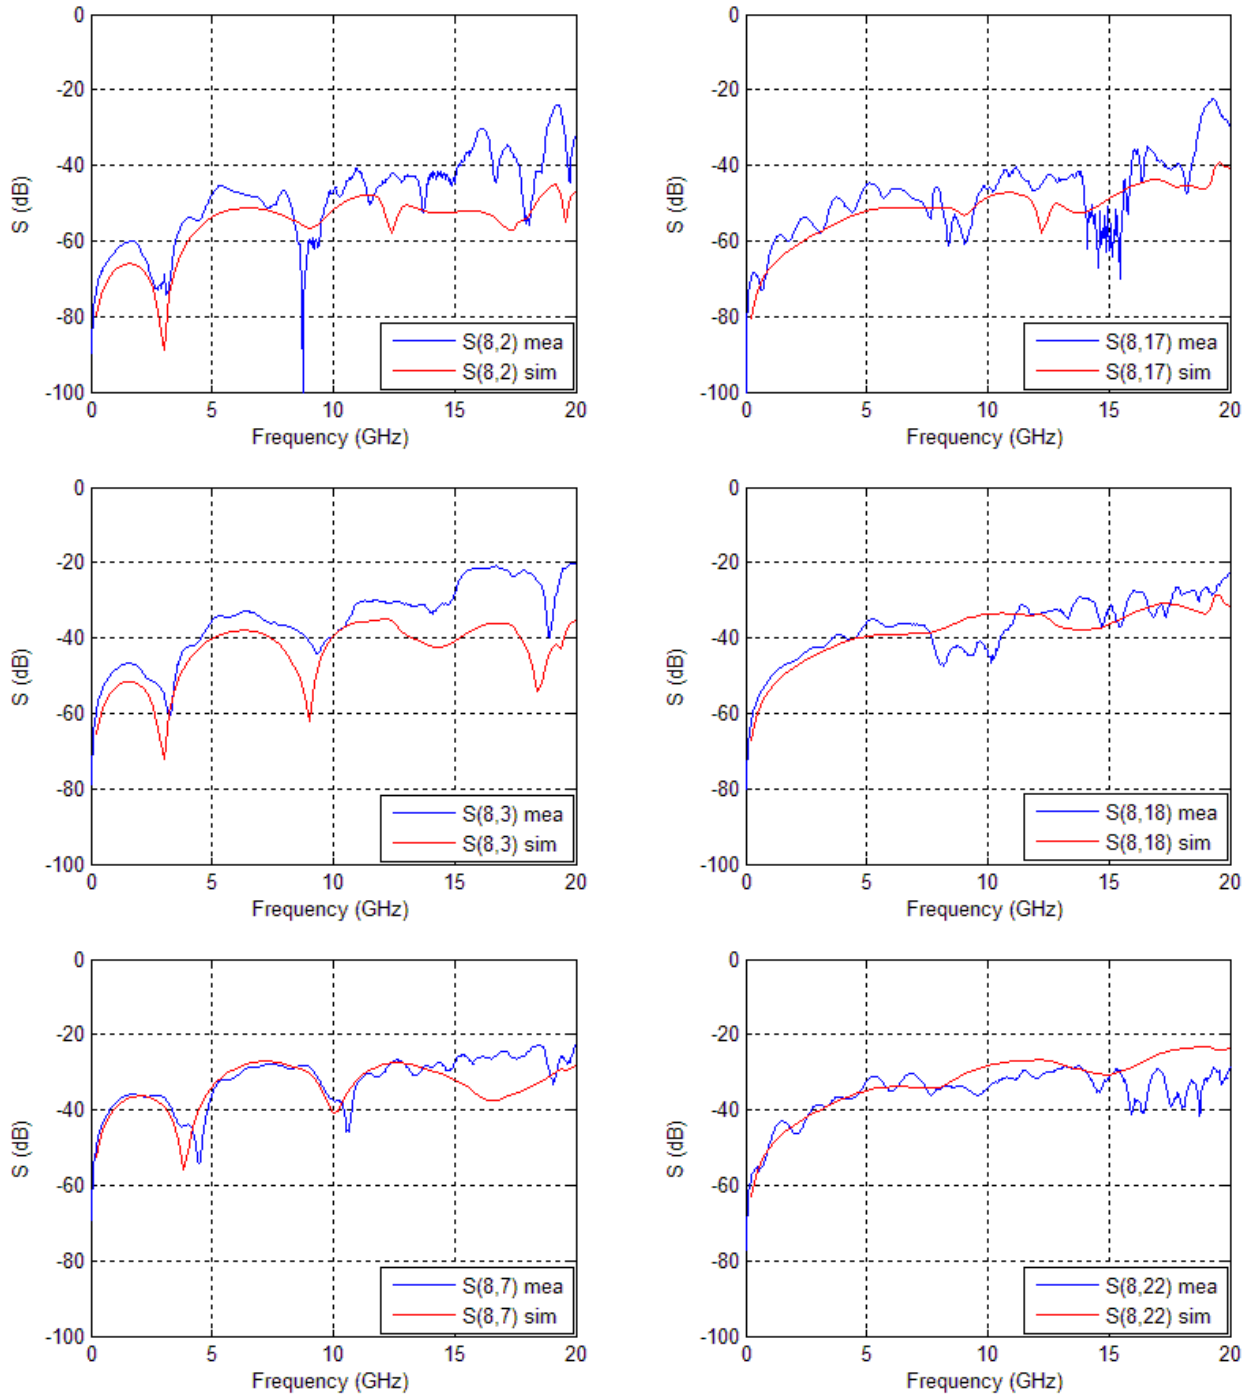 0
-20
-40
-60
-80
-100
S (dB)
0 5 10 15 20
Frequency (GHz)
S(8,2) mea
S(8,2) sim
0
-20
-40
-60
-80
-100
S (dB)
0 5 10 15 20
Frequency (GHz)
S(8,17) mea
S(8,17) sim
0
-20
-40
-60
-80
-100
S (dB)
0 5 10 15 20
Frequency (GHz)
S(8,3) mea
S(8,3) sim
0
-20
-40
-60
-80
-100
S (dB)
0 5 10 15 20
Frequency (GHz)
S(8,18) mea
S(8,18) sim
0
-20
-40
-60
-80
-100
S (dB)
0 5 10 15 20
Frequency (GHz)
S(8,7) mea
S(8,7) sim
0
-20
-40
-60
-80
-100
S (dB)
0 5 10 15 20
Frequency (GHz)
S(8,22) mea
S(8,22) sim